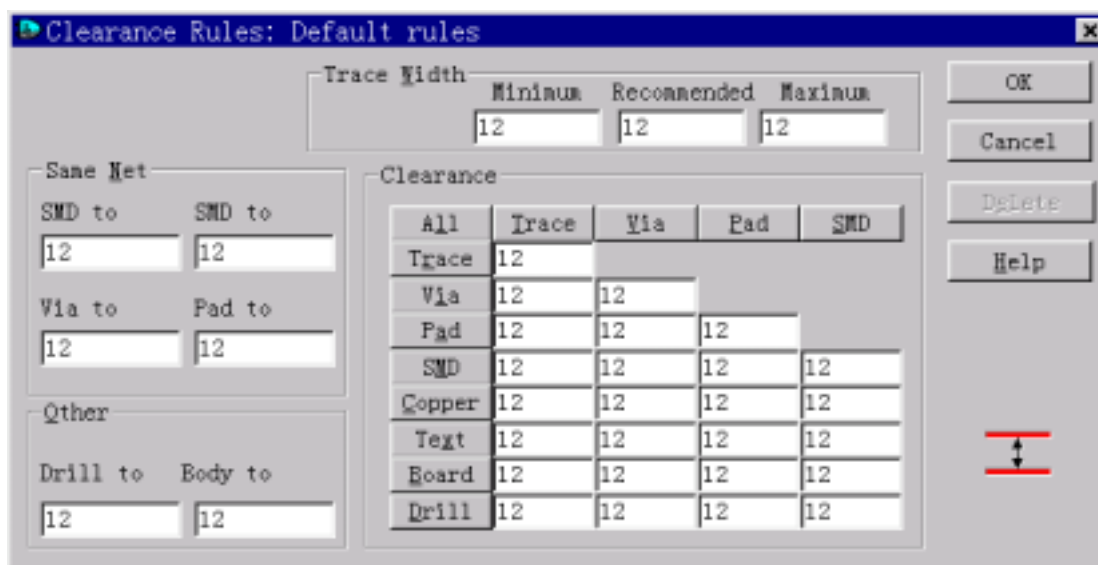 Clearance Rules: Default rules
Trace Width
Minimum Recommended Maximum
12 12 12
OK
Cancel
Delete
Help
Same Net
SMD to SMD to
12 12
Via to Pad to
12 12
Other
Drill to Body to
12 12
Clearance
All Trace Via Pad SMD
Trace 12
Via 12 12
Pad 12 12 12
SMD 12 12 12 12
Copper 12 12 12 12
Text 12 12 12 12
Board 12 12 12 12
Drill 12 12 12 12